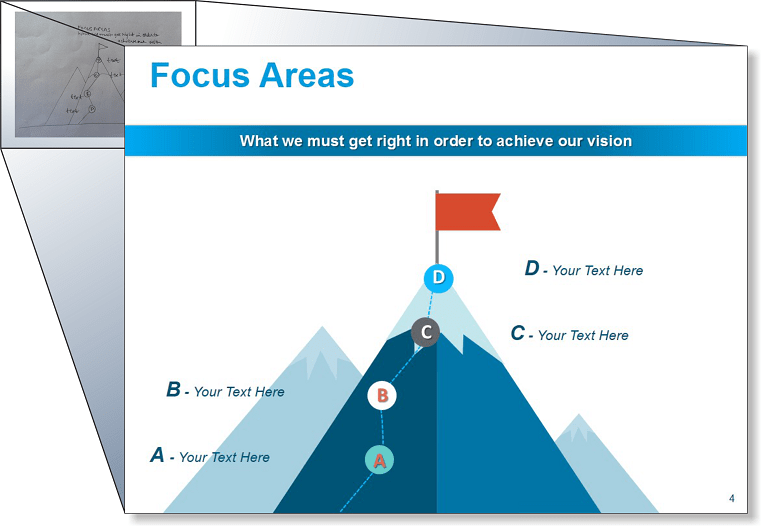 Focus Areas
What we must get right in order to achieve our vision
D
D - Your Text Here
C
C - Your Text Here
B
B - Your Text Here
A
A - Your Text Here
4